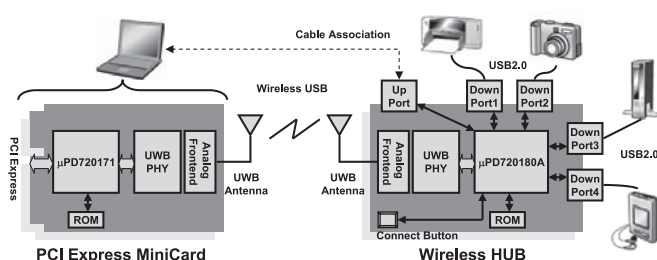 Cable Association
USB2.0
Wireless USB
Up
Port
Down
Port1
Down
Port2
Down
Port3
USB2.0
PCI Express
μPD720171
UWB
PHY
Analog
Frontend
UWB
Antenna
UWB
Antenna
Analog
Frontend
UWB
PHY
μPD720180A
Down
Port4
ROM
Connect Button
ROM
PCI Express MiniCard
Wireless HUB